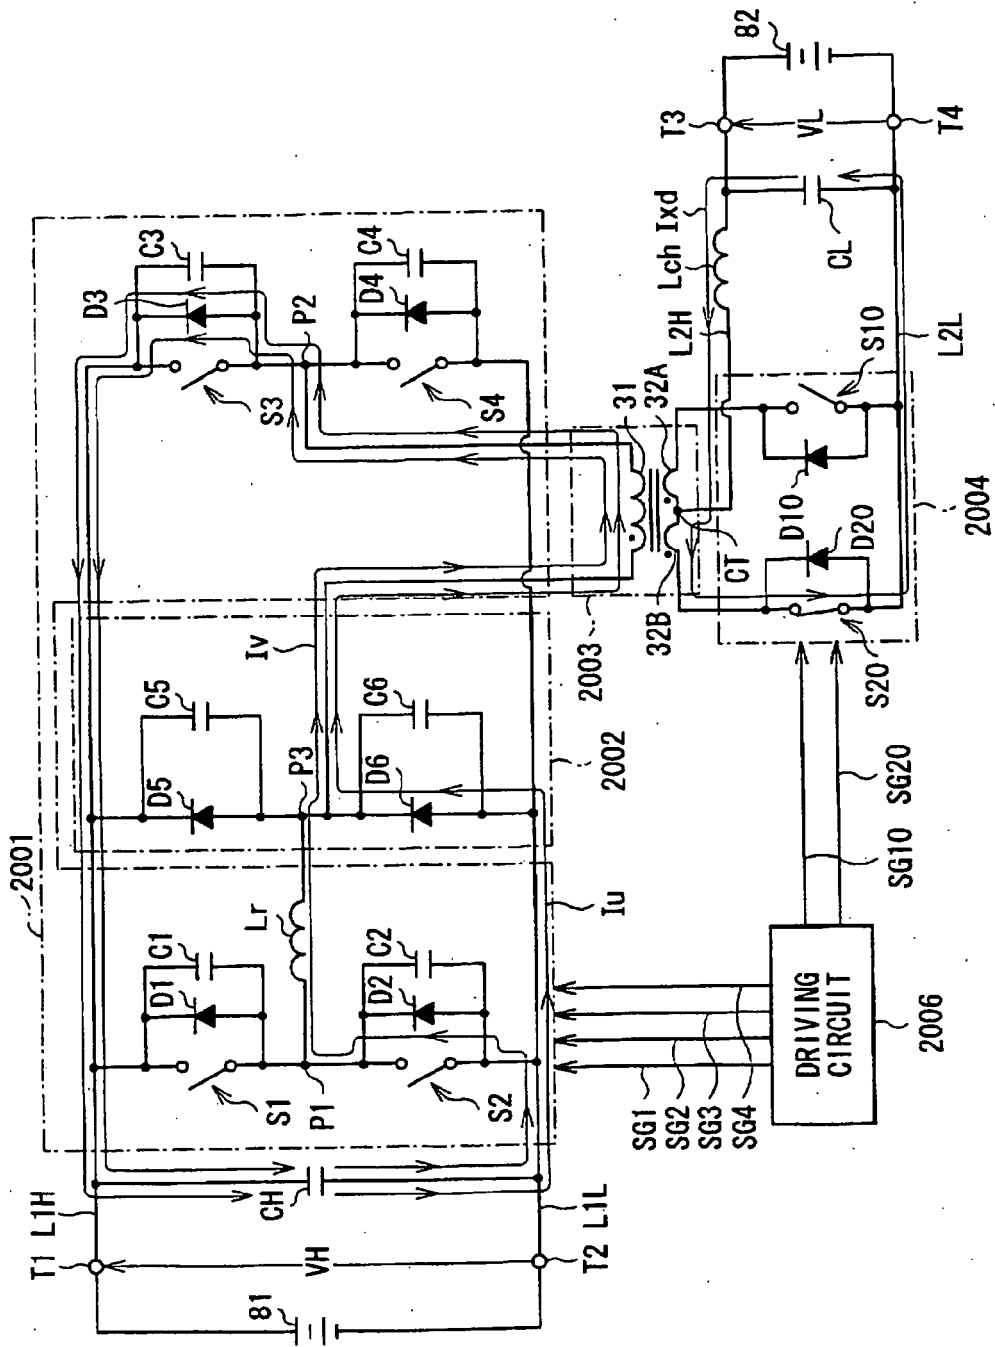 2001
T1
L1H
S1
D1
C1
D5
C5
D3
C3
S3
P2
D4
C4
S4
81
VH
CH
P1
Lr
P3
Iv
S2
D2
C2
D6
C6
2002
T2
L1L
Iu
2003
31
32A
32B
CT
L2H
Lch
Ixd
T3
82
VL
T4
CL
D10
S10
D20
S20
L2L
2004
SG1
SG2
SG3
SG4
DRIVING
CIRCUIT
2006
SG10
SG20